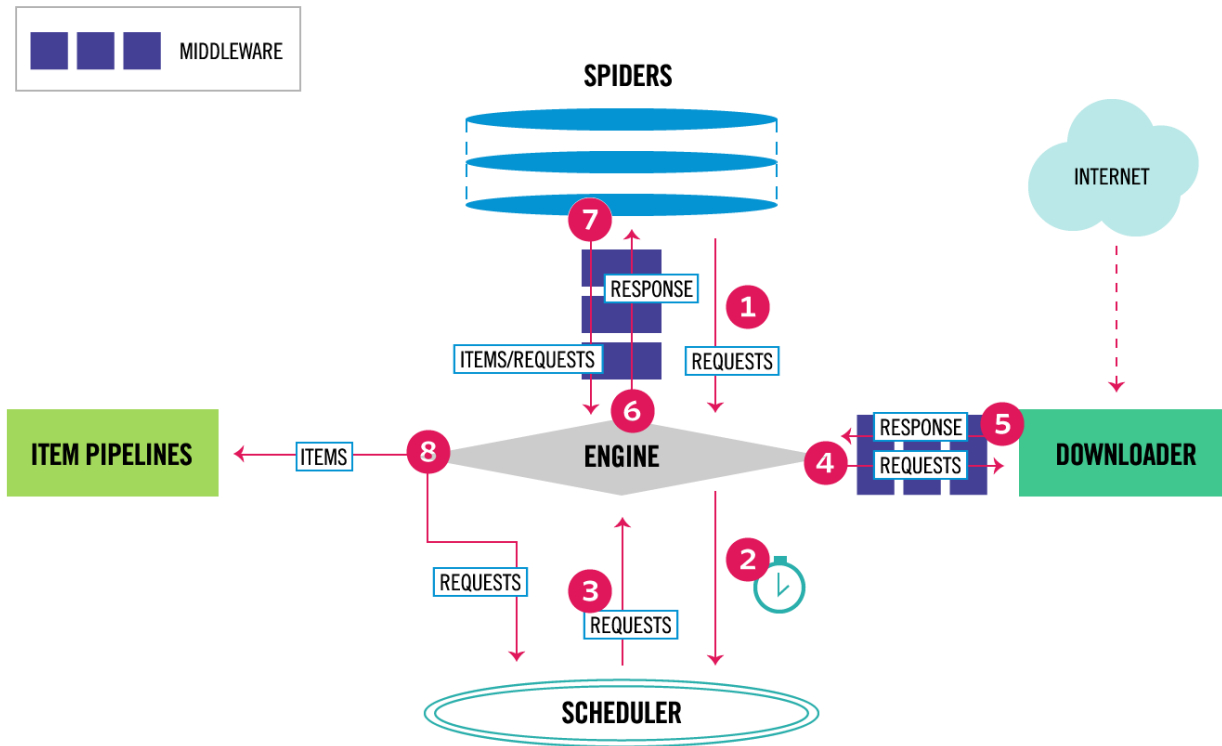 MIDDLEWARE
SPIDERS
INTERNET
7
RESPONSE
1
ITEMS/REQUESTS
REQUESTS
6
ITEM PIPELINES
ITEMS
8
ENGINE
4
RESPONSE
REQUESTS
5
DOWNLOADER
2
REQUESTS
3
REQUESTS
SCHEDULER